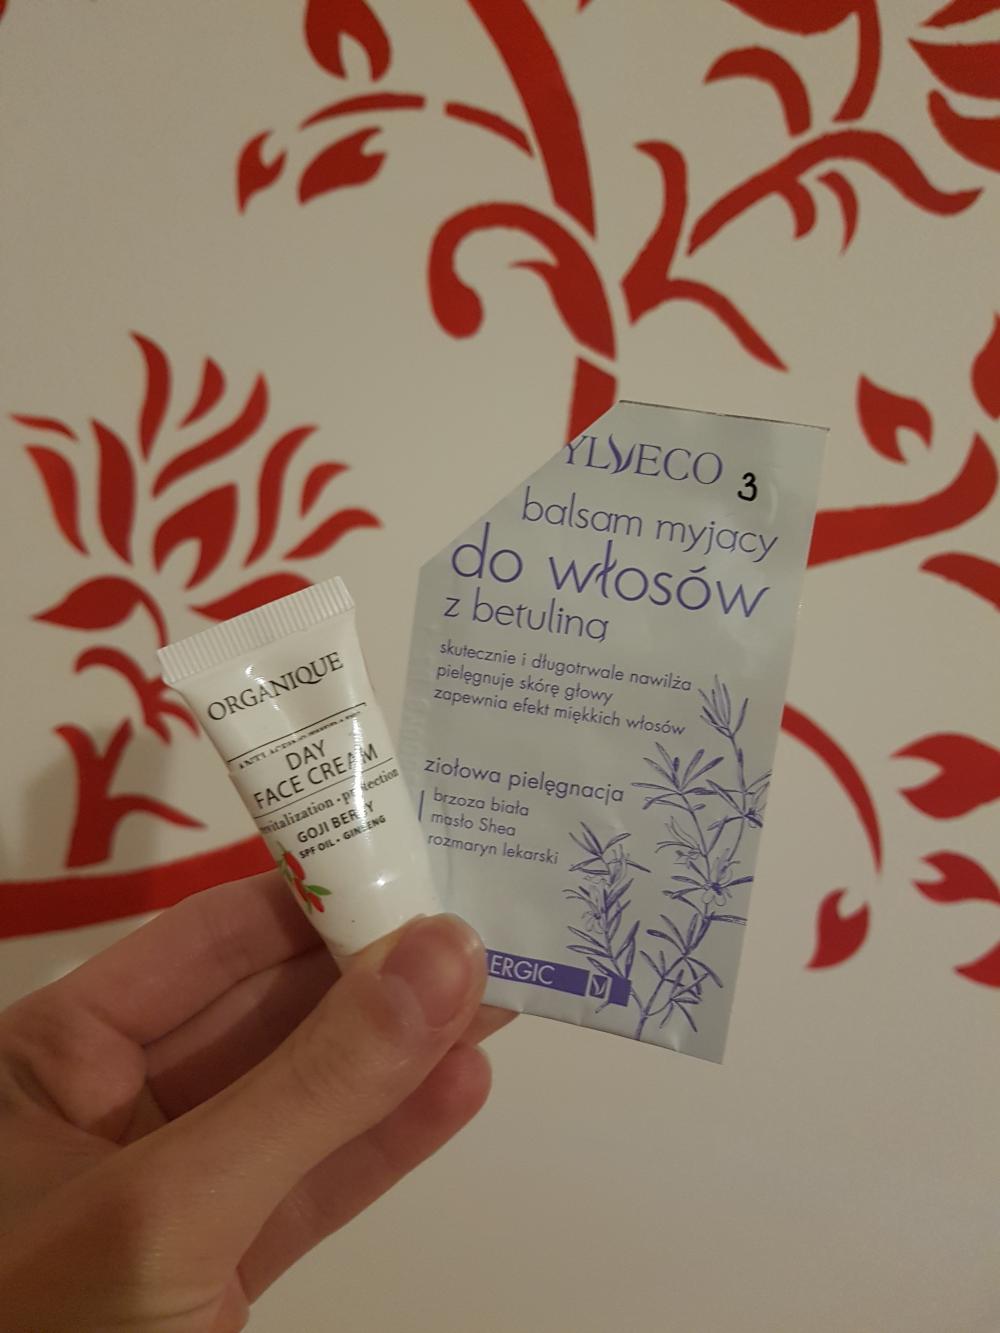 ORGANIQUE
DAY
FACE CREAM
revitalization • protection
GOJI BERRY
SPF OIL • GINSENG
YLVECO 3
balsam myjący
do włosów
z betuliną
skutecznie i długotrwale nawilża
pielęgnuje skórę głowy
zapewnia efekt miękkich włosów
ziołowa pielęgnacja
brzoza biała
masło Shea
rozmaryn lekarski
ERGIC